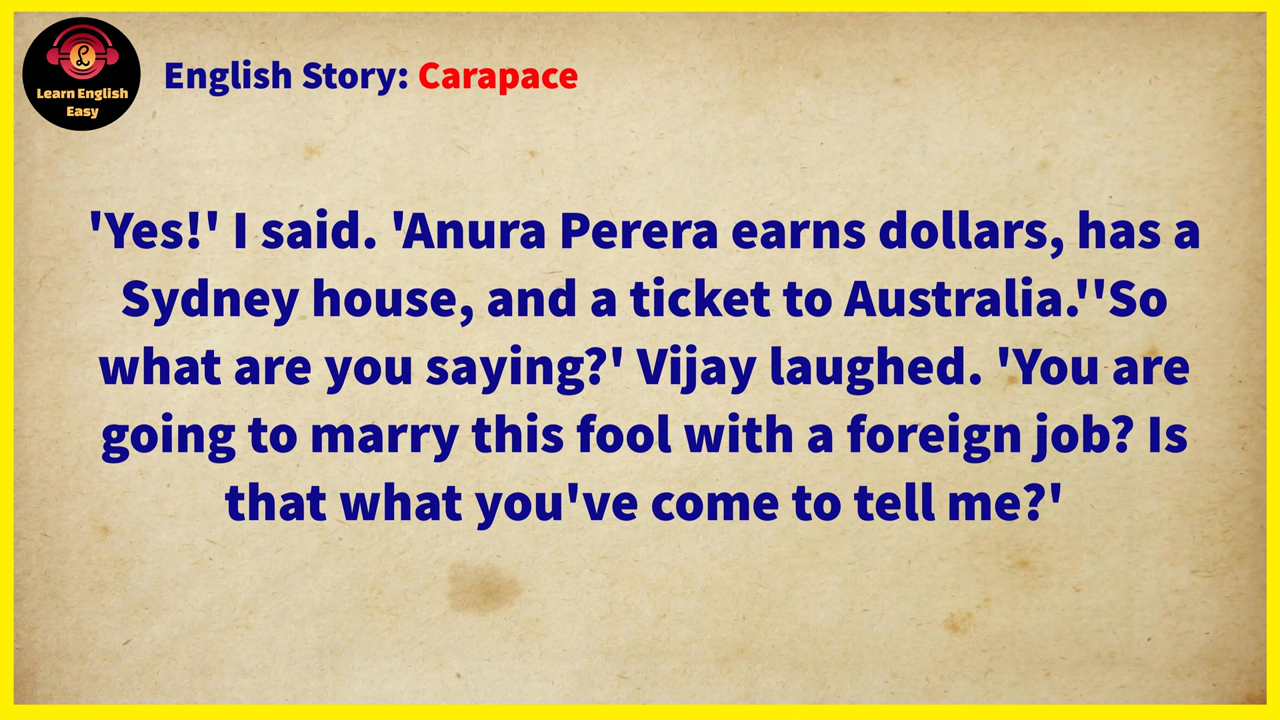 Learn English
Easy
English Story: Carapace
'Yes!' I said. 'Anura Perera earns dollars, has a
Sydney house, and a ticket to Australia.''So
what are you saying?' Vijay laughed. 'You are
going to marry this fool with a foreign job? Is
that what you've come to tell me?'